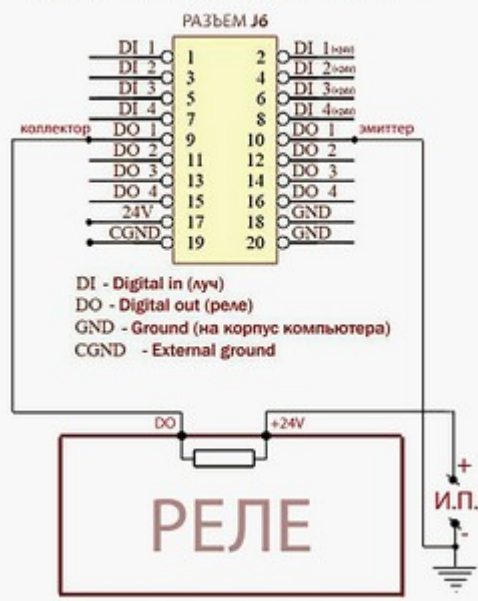 РАЗЪЕМ J6
DI 1 1 2 DI 1(+24V)
DI 2 3 4 DI 2(+24V)
DI 3 5 6 DI 3(+24V)
DI 4 7 8 DI 4(+24V)
коллектор DO 1 9 10 DO 1 эмиттер
DO 2 11 12 DO 2
DO 3 13 14 DO 3
DO 4 15 16 DO 4
24V 17 18 GND
CGND 19 20 GND
DI - Digital in (луч)
DO - Digital out (реле)
GND - Ground (на корпус компьютера)
CGND - External ground
DO +24V
РЕЛЕ
+
И.П.
-